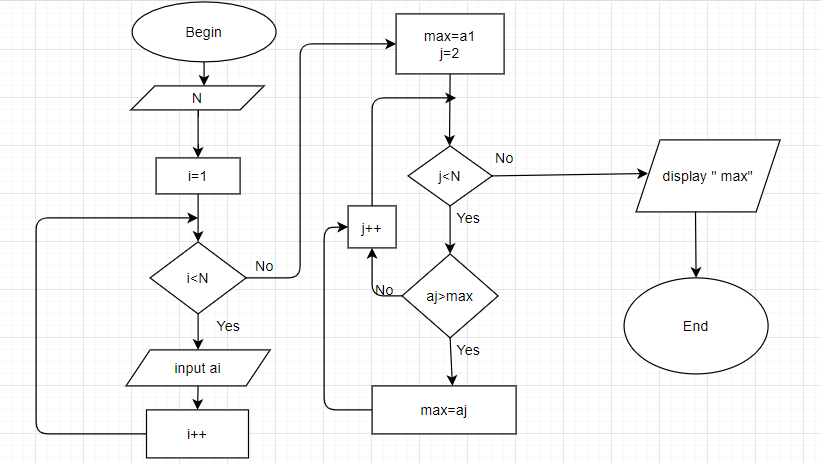 Begin
N
i=1
i<N
No
Yes
input ai
i++
max=a1
j=2
j<N
No
Yes
j++
aj>max
No
Yes
max=aj
display " max"
End